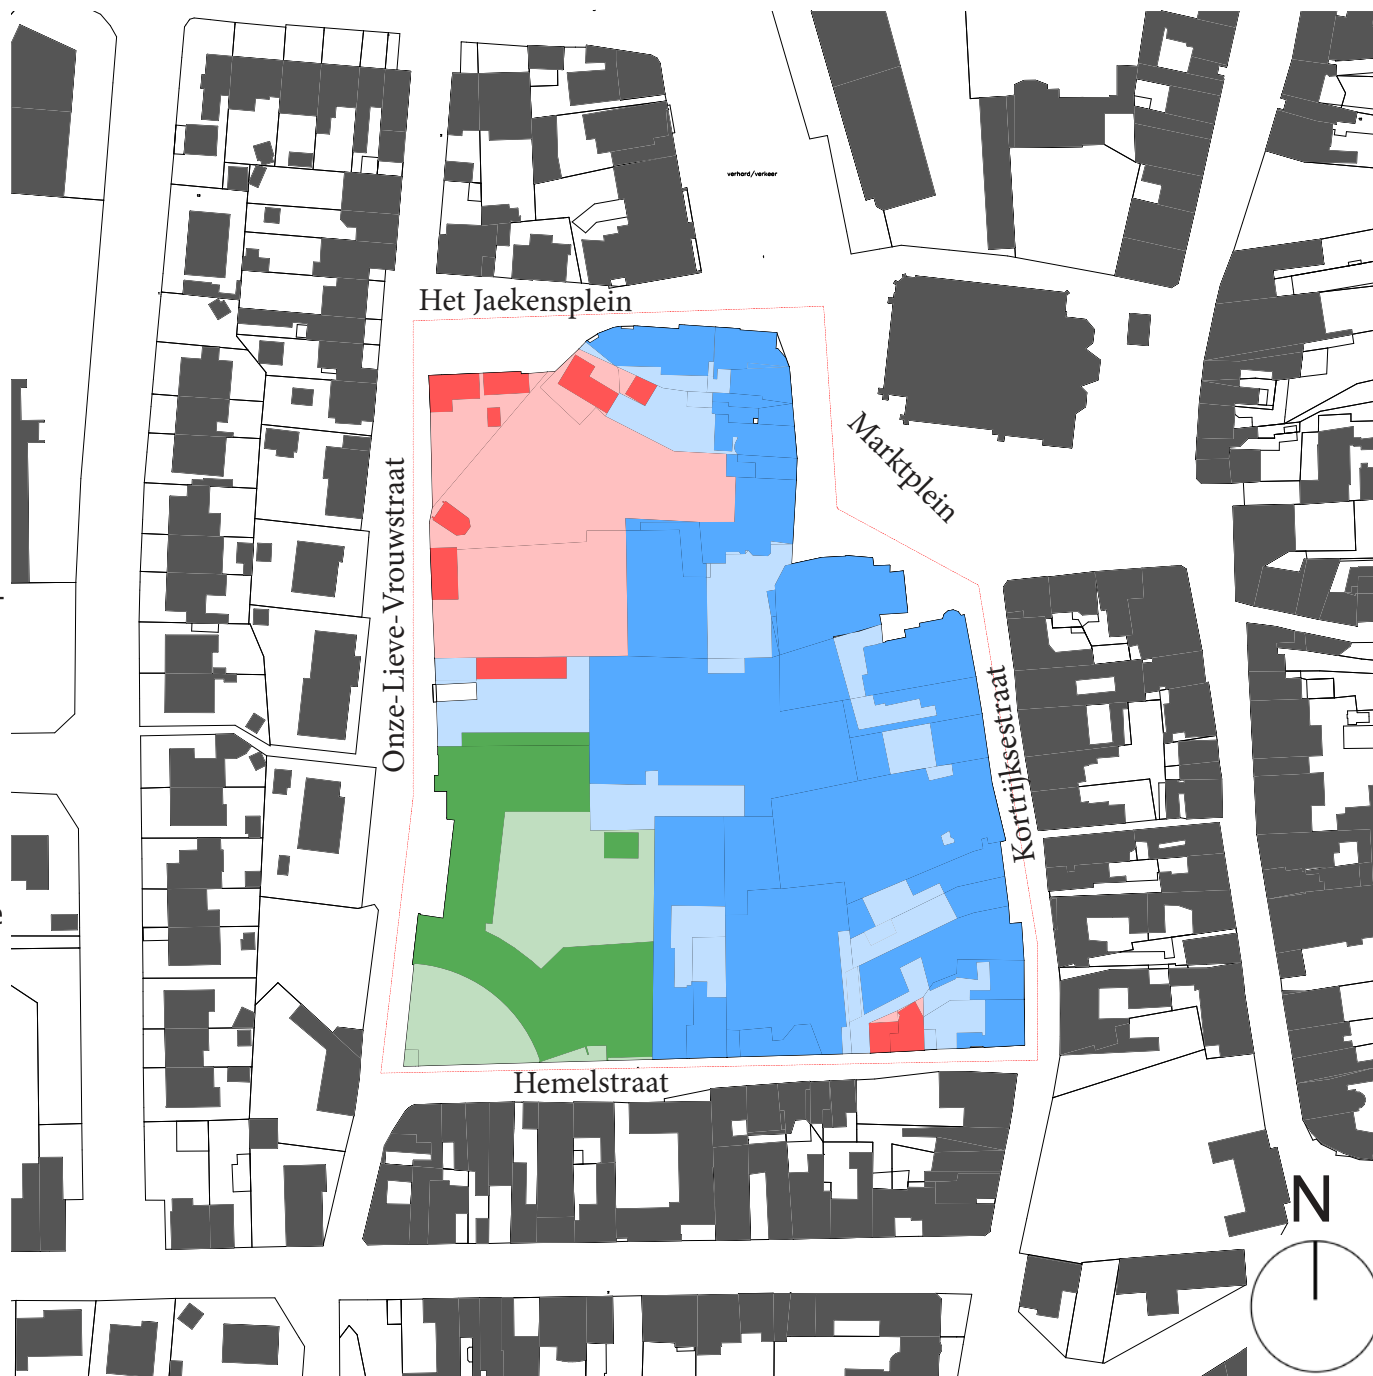 verhard/verkeer
Het Jaekensplein
Marktplein
Onze-Lieve-Vrouwstraat
Kortrijksestraat
Hemelstraat
N